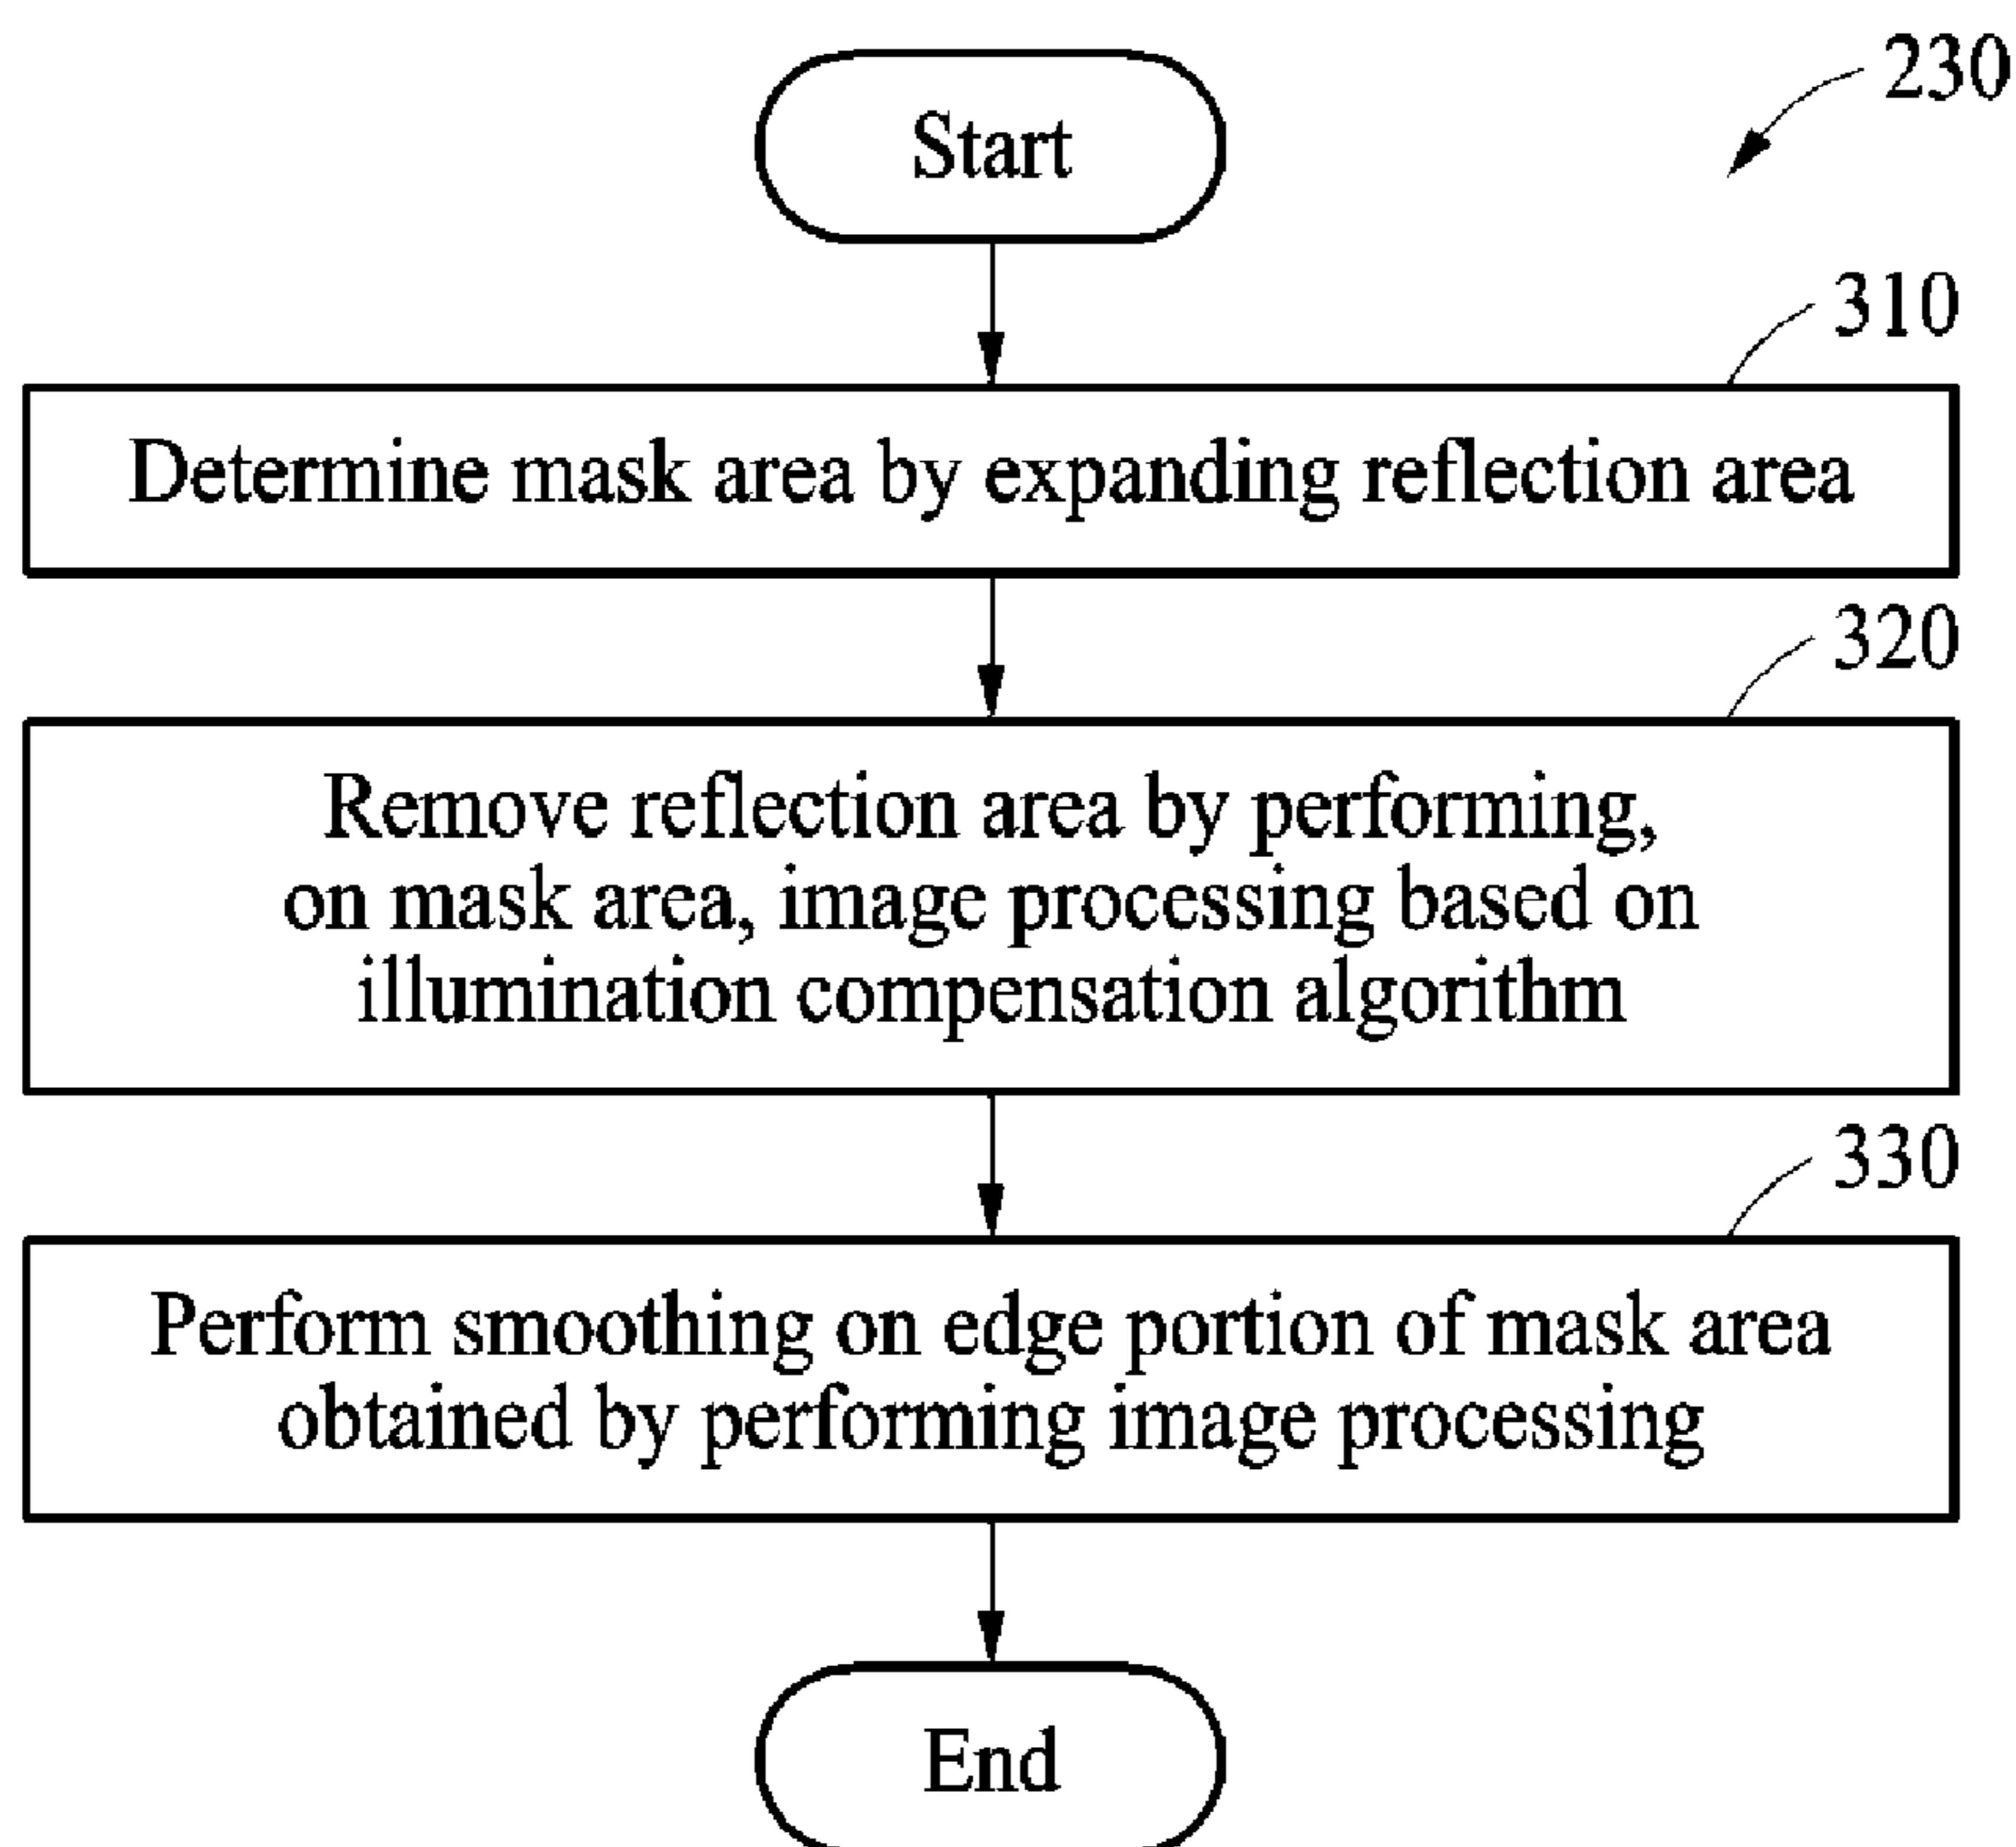 230
Start
310
Determine mask area by expanding reflection area
320
Remove reflection area by performing,
on mask area, image processing based on
illumination compensation algorithm
330
Perform smoothing on edge portion of mask area
obtained by performing image processing
End